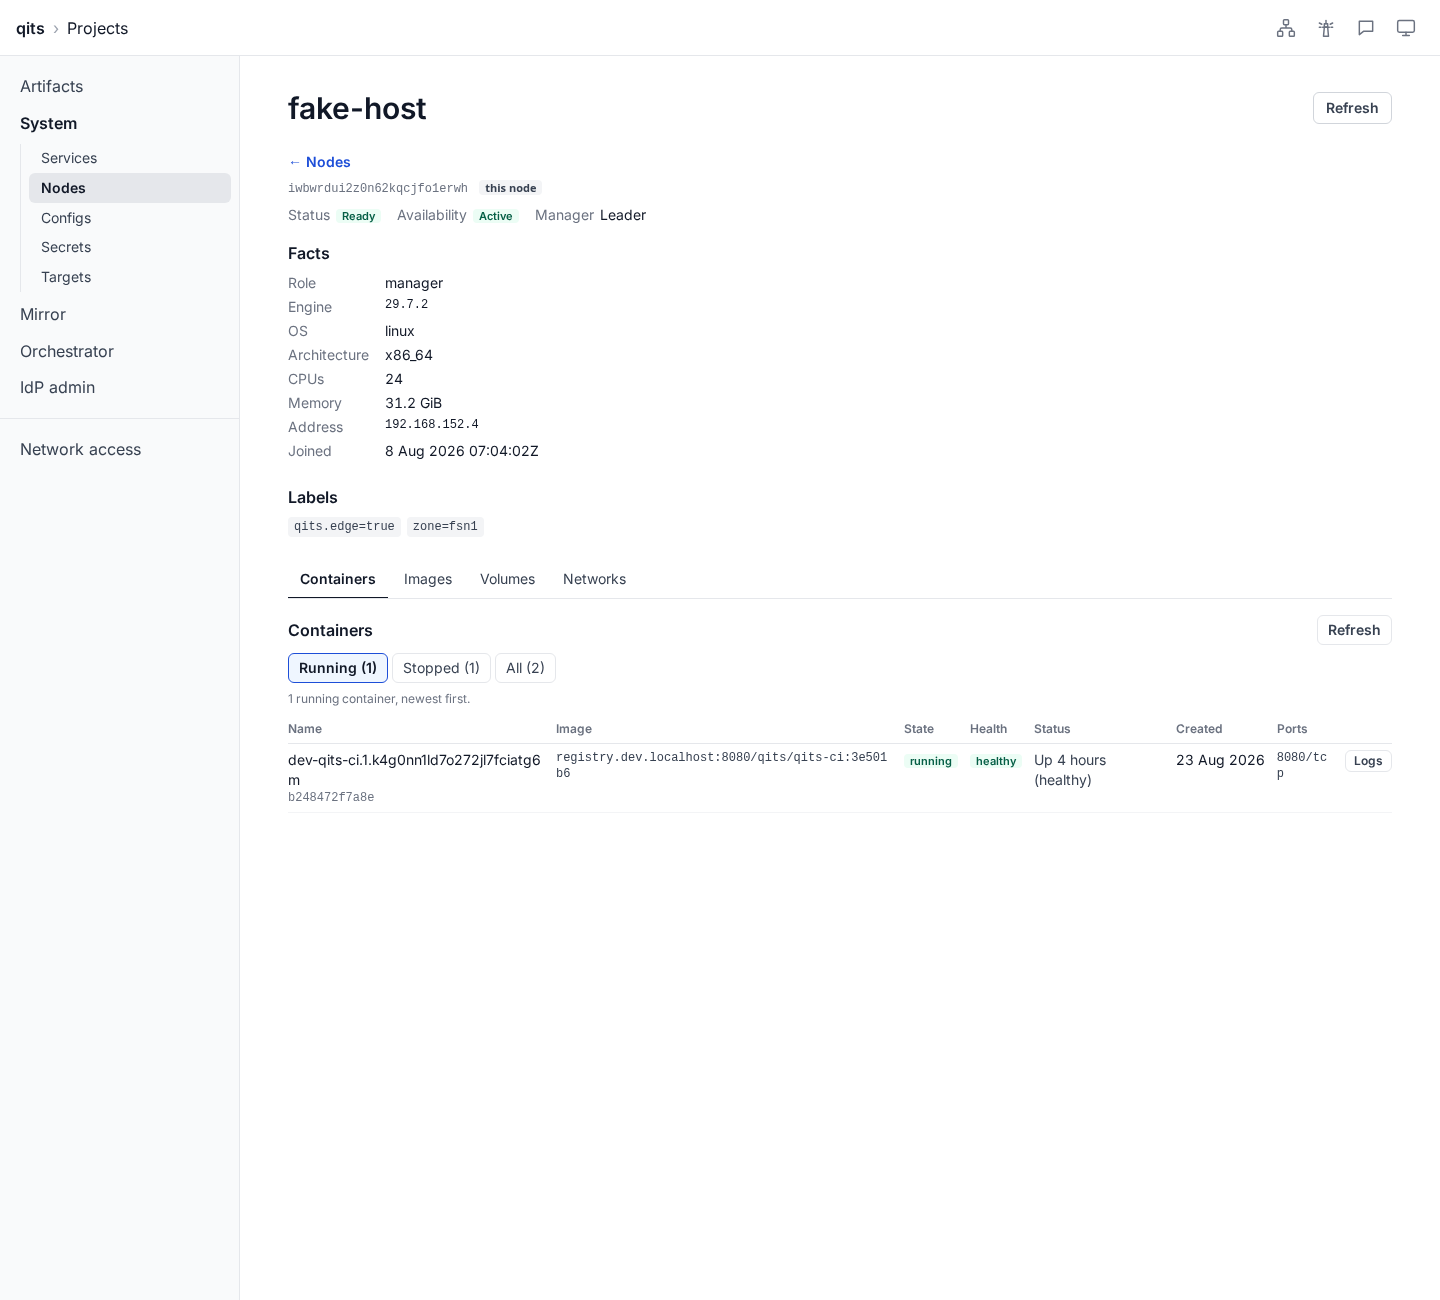 qits › Projects
Artifacts
System
Services
Nodes
Configs
Secrets
Targets
Mirror
Orchestrator
IdP admin
Network access
fake-host
Refresh
← Nodes
iwbwrdui2z0n62kqcjfo1erwh this node
Status Ready Availability Active Manager Leader
Facts
Role manager
Engine 29.7.2
OS linux
Architecture x86_64
CPUs 24
Memory 31.2 GiB
Address 192.168.152.4
Joined 8 Aug 2026 07:04:02Z
Labels
qits.edge=true zone=fsn1
Containers Images Volumes Networks
Containers
Refresh
Running (1) Stopped (1) All (2)
1 running container, newest first.
Name Image State Health Status Created Ports
dev-qits-ci.1.k4g0nn1ld7o272jl7fciatg6 registry.dev.localhost:8080/qits/qits-ci:3e501 running healthy Up 4 hours 23 Aug 2026 8080/tc Logs
m b6 (healthy) p
b248472f7a8e